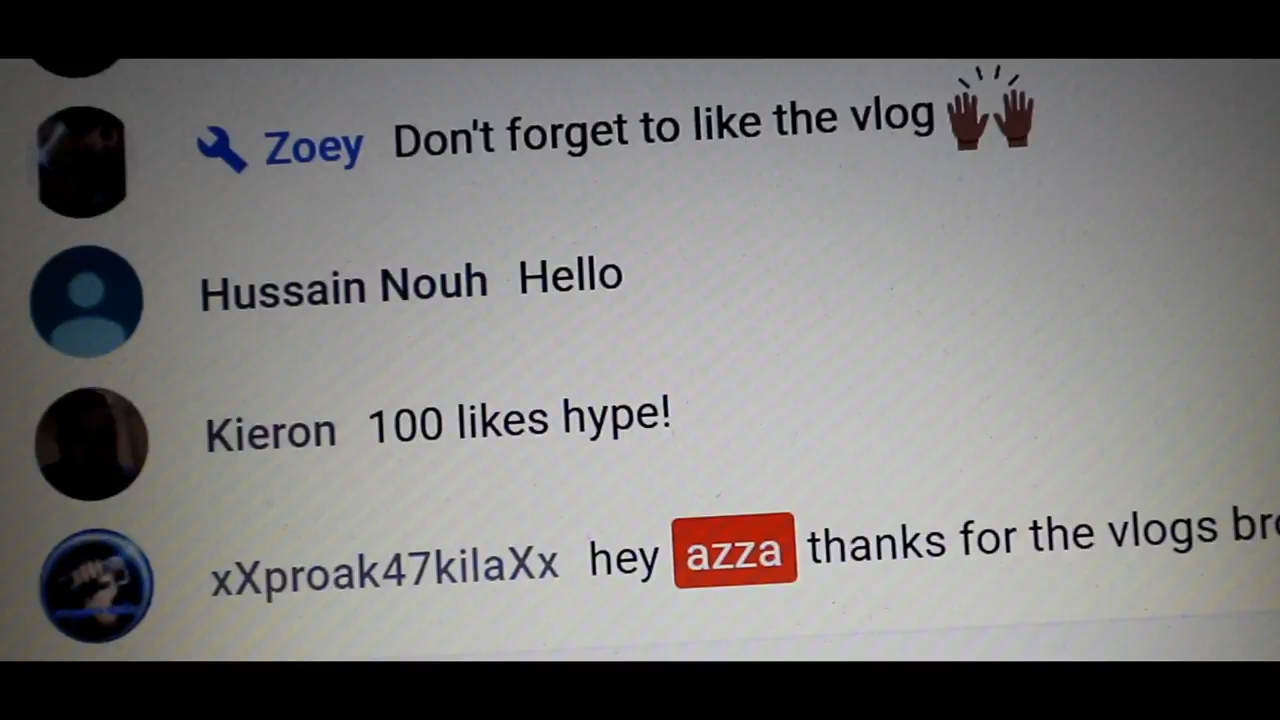 Zoey Don't forget to like the vlog 🙌🏿
Hussain Nouh Hello
Kieron 100 likes hype!
xXproak47kilaXx hey azza thanks for the vlogs